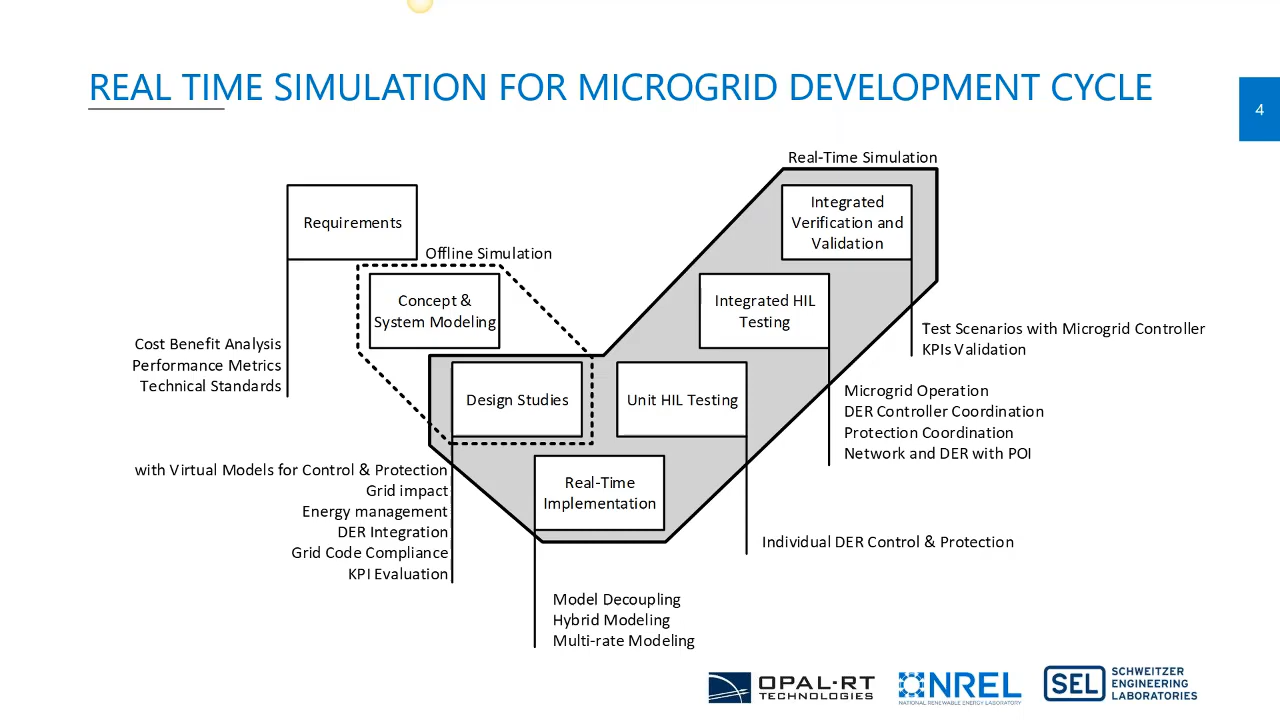 REAL TIME SIMULATION FOR MICROGRID DEVELOPMENT CYCLE
4
Real-Time Simulation
Requirements
Integrated
Verification and
Validation
Offline Simulation
Concept &
System Modeling
Integrated HIL
Testing
Cost Benefit Analysis
Performance Metrics
Technical Standards
Test Scenarios with Microgrid Controller
KPIs Validation
Design Studies
Unit HIL Testing
Microgrid Operation
DER Controller Coordination
Protection Coordination
Network and DER with POI
with Virtual Models for Control & Protection
Grid impact
Energy management
DER Integration
Grid Code Compliance
KPI Evaluation
Real-Time
Implementation
Individual DER Control & Protection
Model Decoupling
Hybrid Modeling
Multi-rate Modeling
OPAL-RT
TECHNOLOGIES
NREL
NATIONAL RENEWABLE ENERGY LABORATORY
SEL
SCHWEITZER
ENGINEERING
LABORATORIES